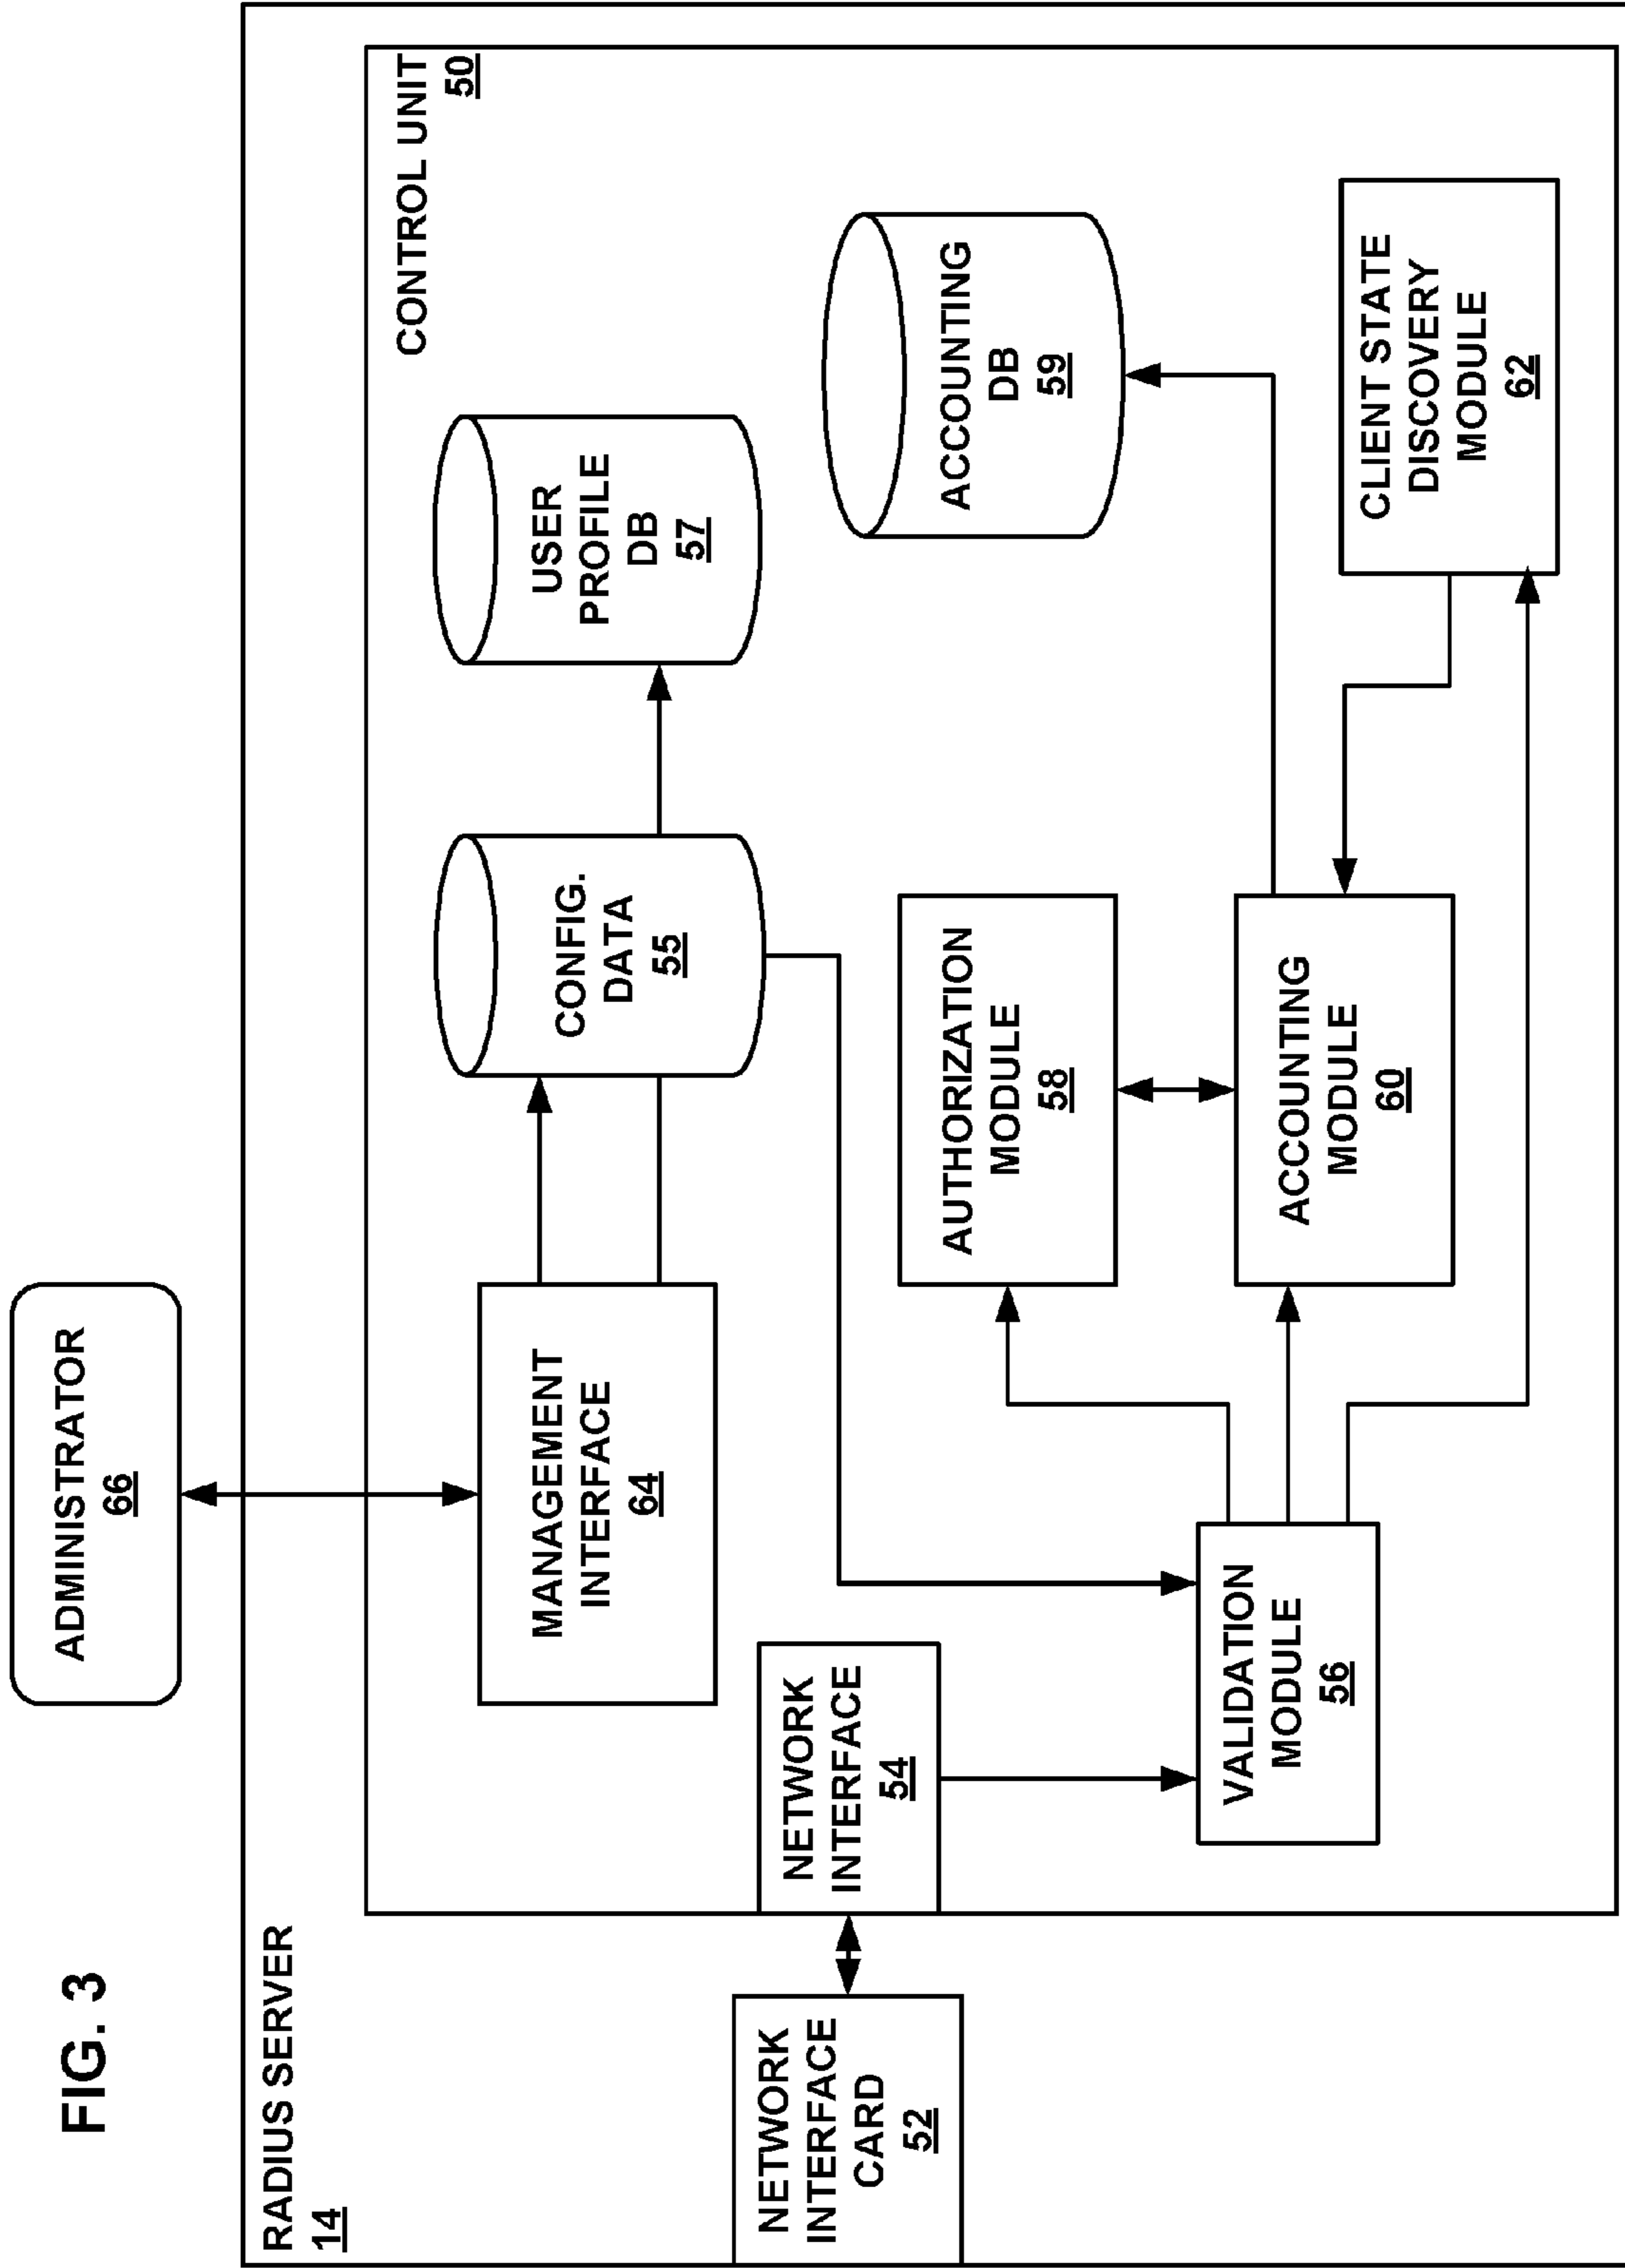 FIG. 3
ADMINISTRATOR
66
RADIUS SERVER
14
CONTROL UNIT
50
MANAGEMENT
INTERFACE
64
CONFIG.
DATA
55
USER
PROFILE
DB
57
NETWORK
INTERFACE
CARD
52
NETWORK
INTERFACE
54
AUTHORIZATION
MODULE
58
ACCOUNTING
DB
59
VALIDATION
MODULE
56
ACCOUNTING
MODULE
60
CLIENT STATE
DISCOVERY
MODULE
62